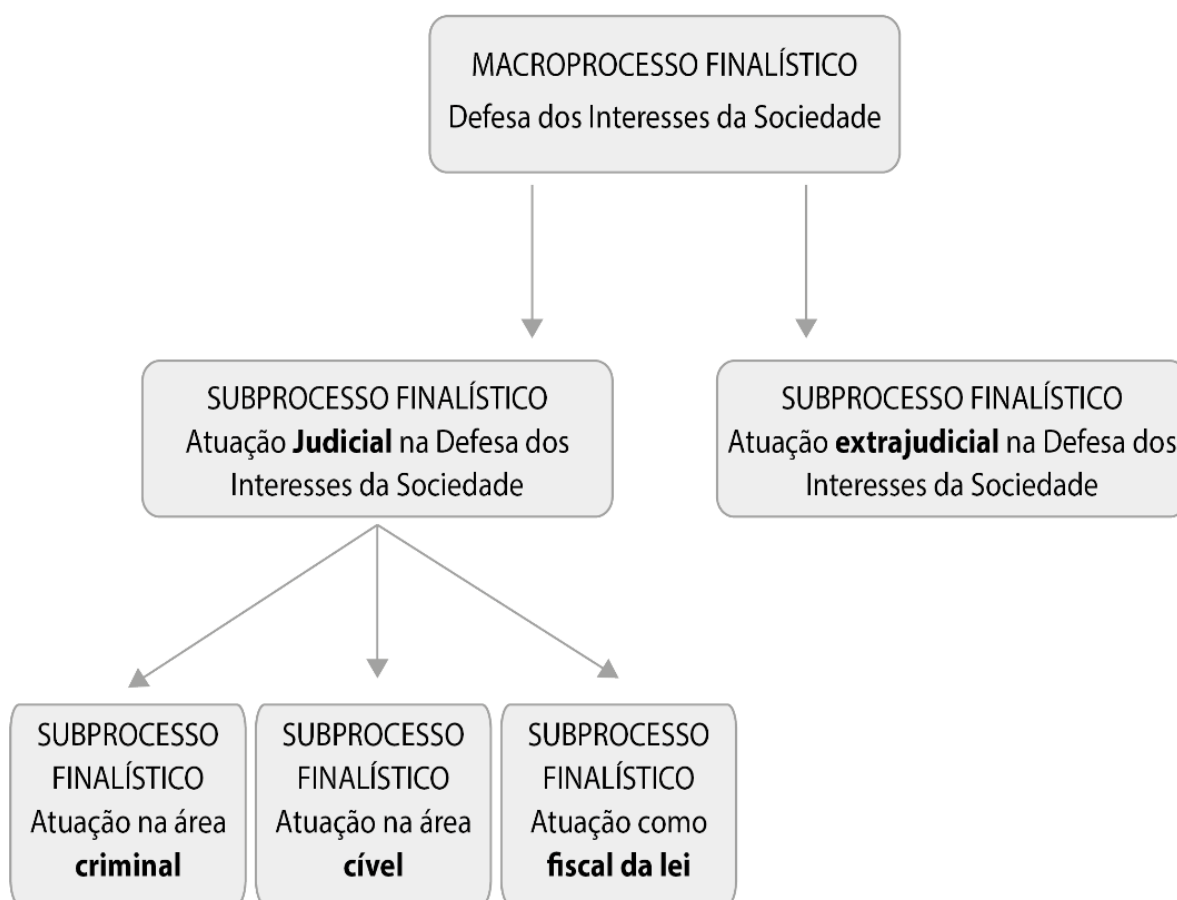 MACROPROCESSO FINALÍSTICO
Defesa dos Interesses da Sociedade
SUBPROCESSO FINALÍSTICO
Atuação Judicial na Defesa dos
Interesses da Sociedade
SUBPROCESSO FINALÍSTICO
Atuação extrajudicial na Defesa dos
Interesses da Sociedade
SUBPROCESSO
FINALÍSTICO
Atuação na área
criminal
SUBPROCESSO
FINALÍSTICO
Atuação na área
cível
SUBPROCESSO
FINALÍSTICO
Atuação como
fiscal da lei